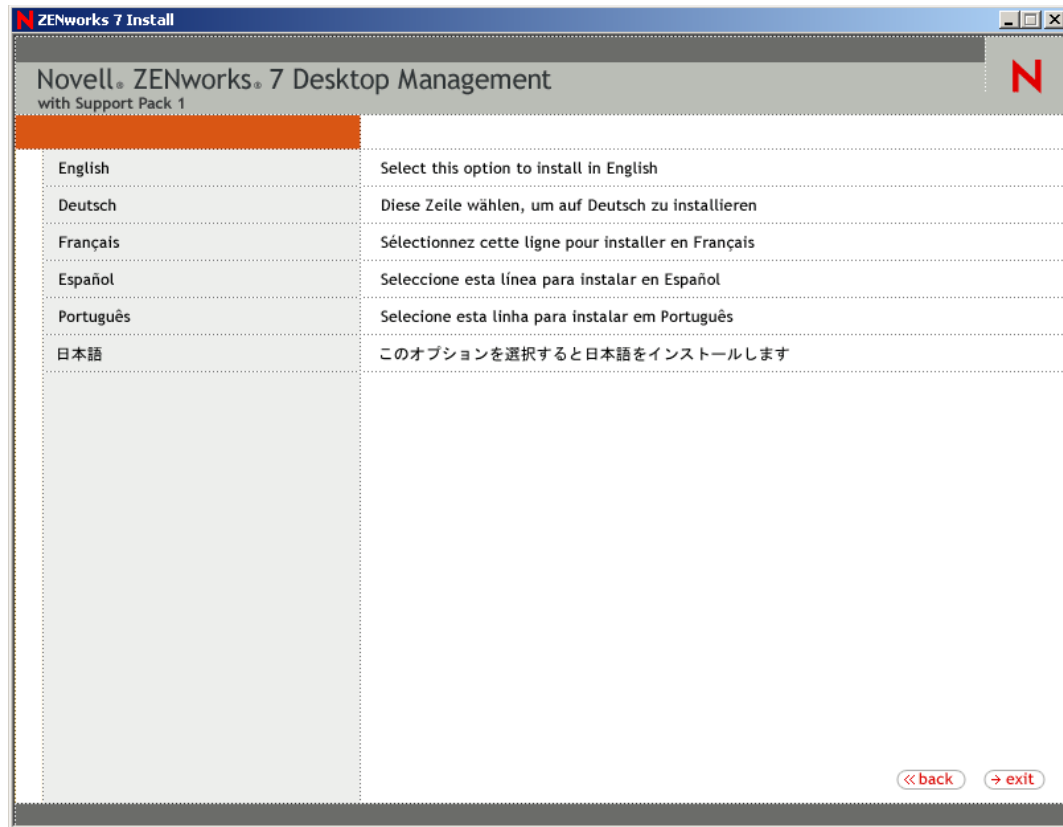 ZENworks 7 Install
Novell® ZENworks® 7 Desktop Management
with Support Pack 1
N
English Select this option to install in English
Deutsch Diese Zeile wählen, um auf Deutsch zu installieren
Français Sélectionnez cette ligne pour installer en Français
Español Seleccione esta línea para instalar en Español
Português Selecione esta linha para instalar em Português
日本語 このオプションを選択すると日本語をインストールします
back exit